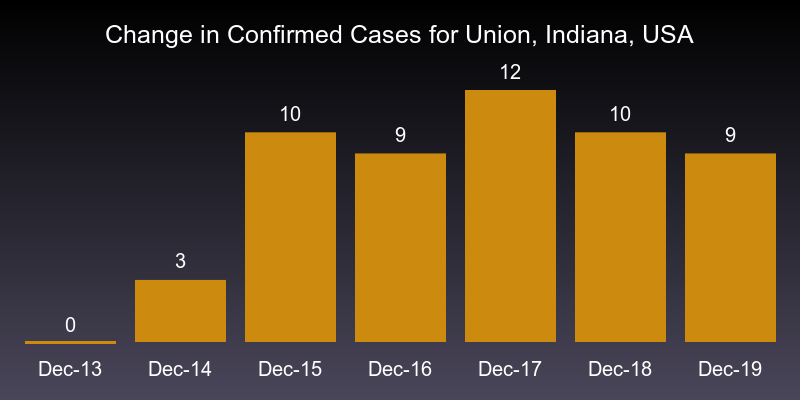 Change in Confirmed Cases for Union, Indiana, USA
0
3
10
9
12
10
9
Dec-13
Dec-14
Dec-15
Dec-16
Dec-17
Dec-18
Dec-19